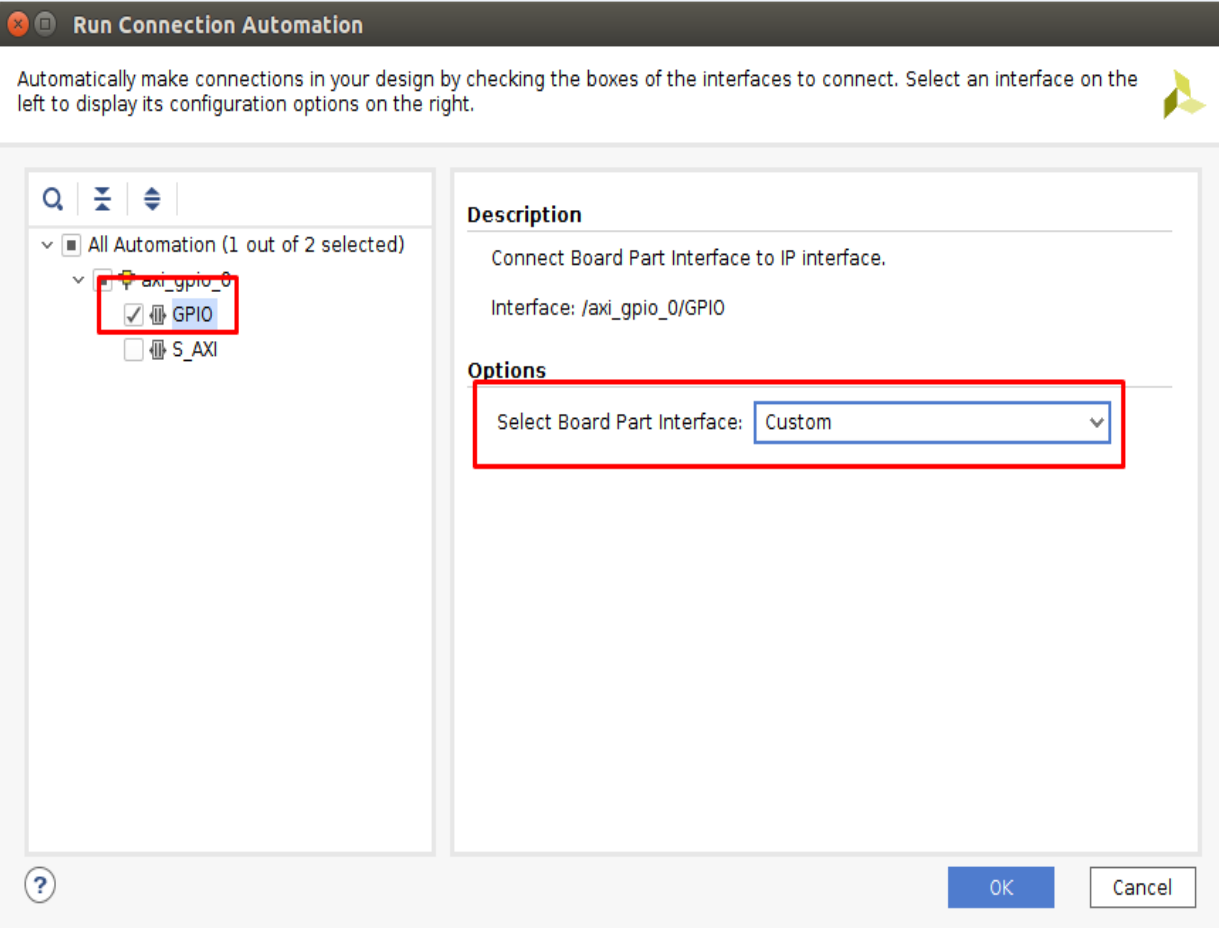 Run Connection Automation
Automatically make connections in your design by checking the boxes of the interfaces to connect. Select an interface on the
left to display its configuration options on the right.
All Automation (1 out of 2 selected)
axi_gpio_0
GPIO
S_AXI
Description
Connect Board Part Interface to IP interface.
Interface: /axi_gpio_0/GPIO
Options
Select Board Part Interface: Custom
?
OK
Cancel